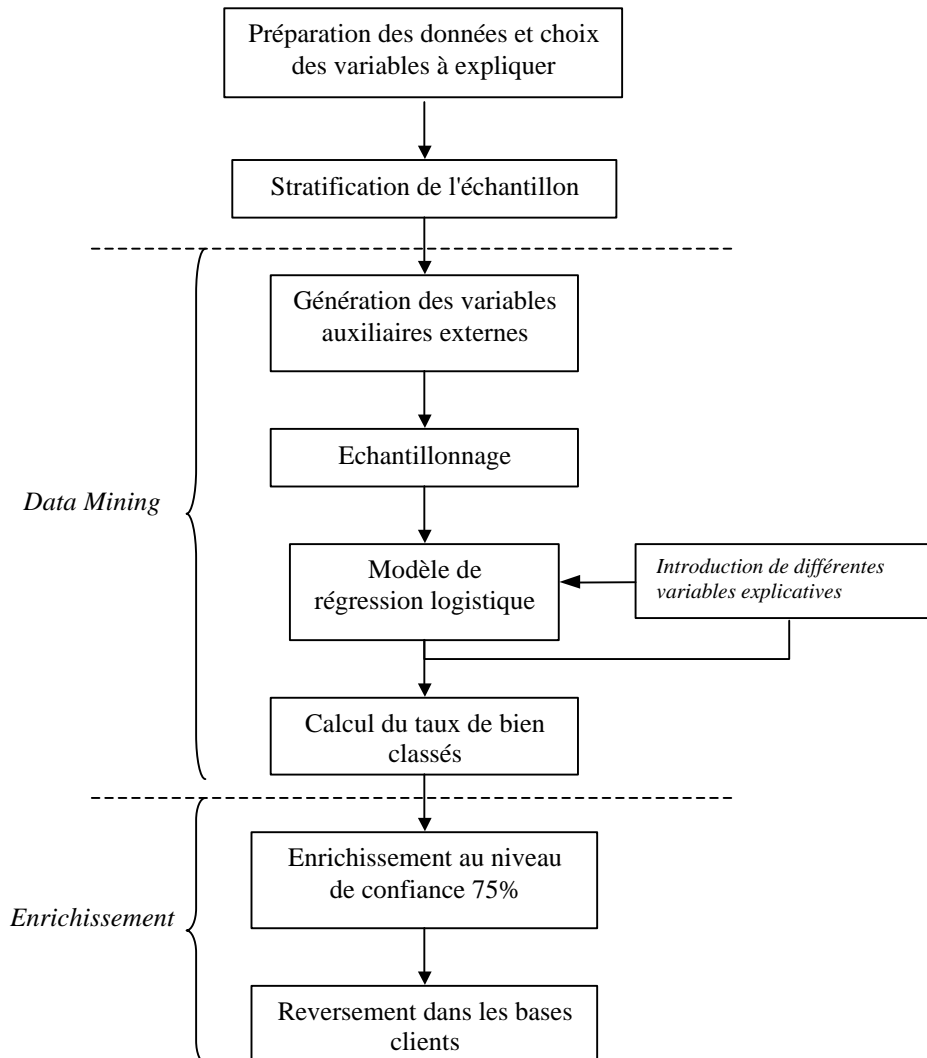 Préparation des données et choix
des variables à expliquer
Stratification de l'échantillon
Génération des variables
auxiliaires externes
Echantillonnage
Data Mining
Modèle de
régression logistique
Introduction de différentes
variables explicatives
Calcul du taux de bien
classés
Enrichissement au niveau
de confiance 75%
Enrichissement
Reversement dans les bases
clients